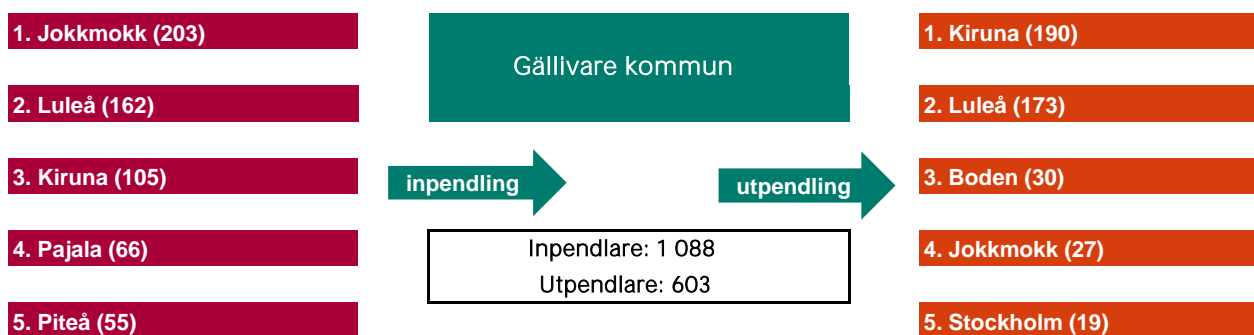 1. Jokkmokk (203)
2. Luleå (162)
3. Kiruna (105)
4. Pajala (66)
5. Piteå (55)
Gällivare kommun
inpendling
utpendling
Inpendlare: 1 088
Utpendlare: 603
1. Kiruna (190)
2. Luleå (173)
3. Boden (30)
4. Jokkmokk (27)
5. Stockholm (19)